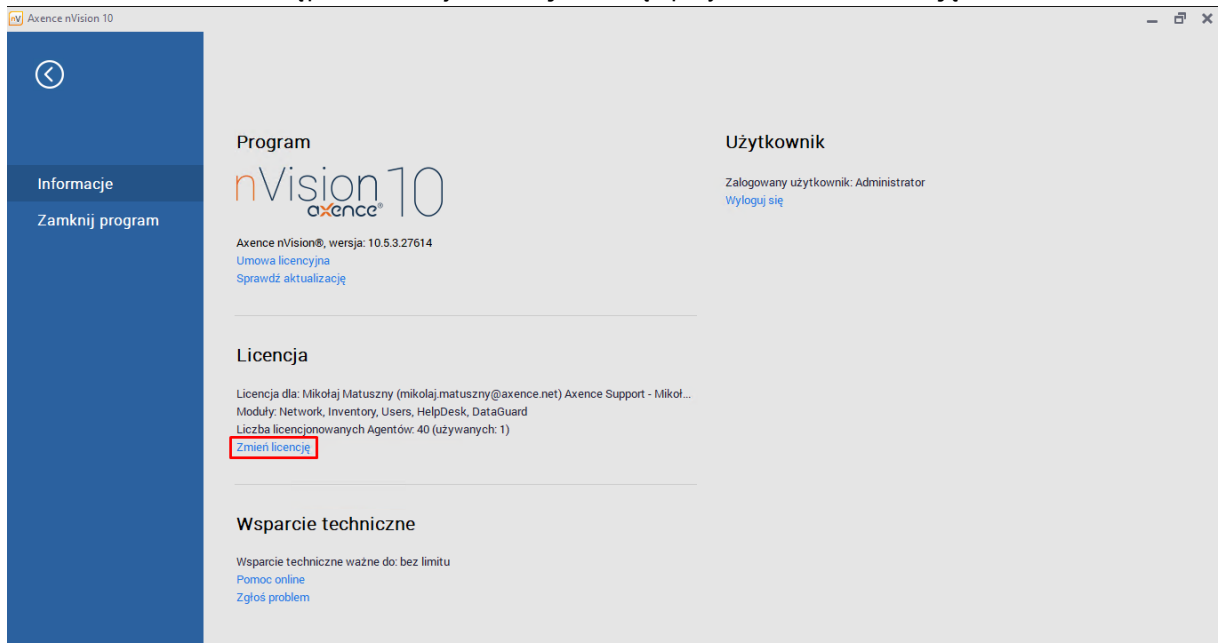 Axence nVision 10
Informacje
Zamknij program
Program
nVision 10
axence®
Axence nVision®, wersja: 10.5.3.27614
Umowa licencyjna
Sprawdź aktualizację
Licencja
Licencja dla: Mikołaj Matuszny (mikolaj.matuszny@axence.net) Axence Support - Mikoł...
Moduły: Network, Inventory, Users, HelpDesk, DataGuard
Liczba licencjonowanych Agentów: 40 (używanych: 1)
Zmień licencję
Wsparcie techniczne
Wsparcie techniczne ważne do: bez limitu
Pomoc online
Zgłoś problem
Użytkownik
Zalogowany użytkownik: Administrator
Wyloguj się